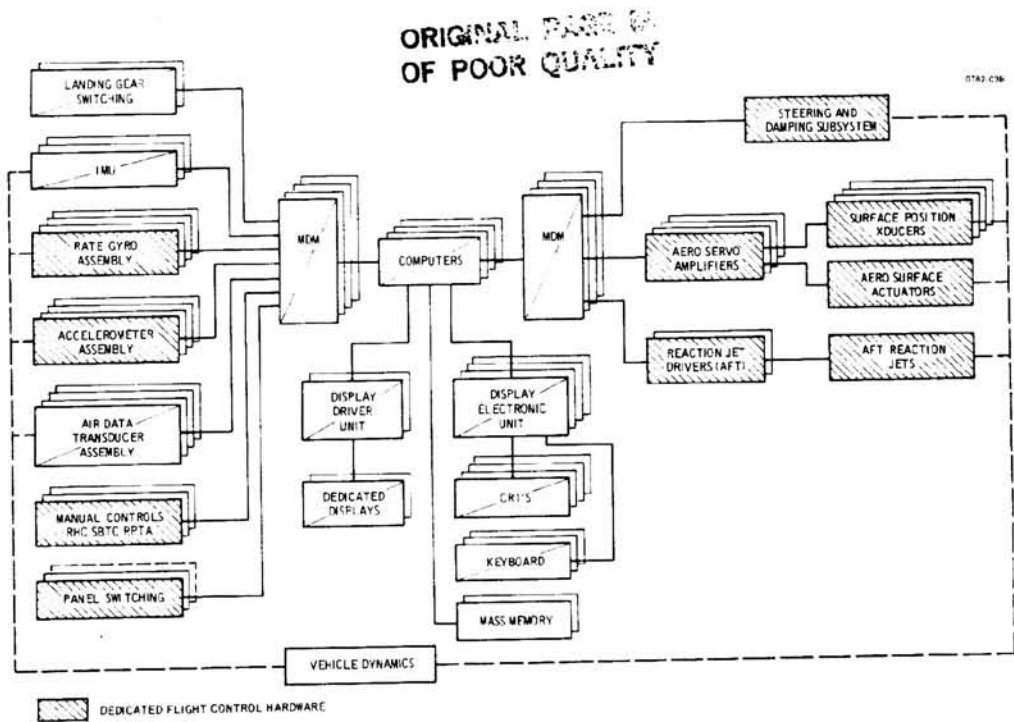 ORIGINAL PAGE IS
OF POOR QUALITY
LANDING GEAR
SWITCHING
IMU
RATE GYRO
ASSEMBLY
ACCELEROMETER
ASSEMBLY
AIR DATA
TRANSDUCER
ASSEMBLY
MANUAL CONTROLS
RHC SBTC RPTA
PANEL SWITCHING
MDM
COMPUTERS
DISPLAY
DRIVER
UNIT
DEDICATED
DISPLAYS
DISPLAY
ELECTRONIC
UNIT
CRT'S
KEYBOARD
MASS MEMORY
MDM
STEERING AND
DAMPING SUBSYSTEM
AERO SERVO
AMPLIFIERS
SURFACE POSITION
XDUCERS
AERO SURFACE
ACTUATORS
REACTION JET
DRIVERS (AFT)
AFT REACTION
JETS
VEHICLE DYNAMICS
DEDICATED FLIGHT CONTROL HARDWARE